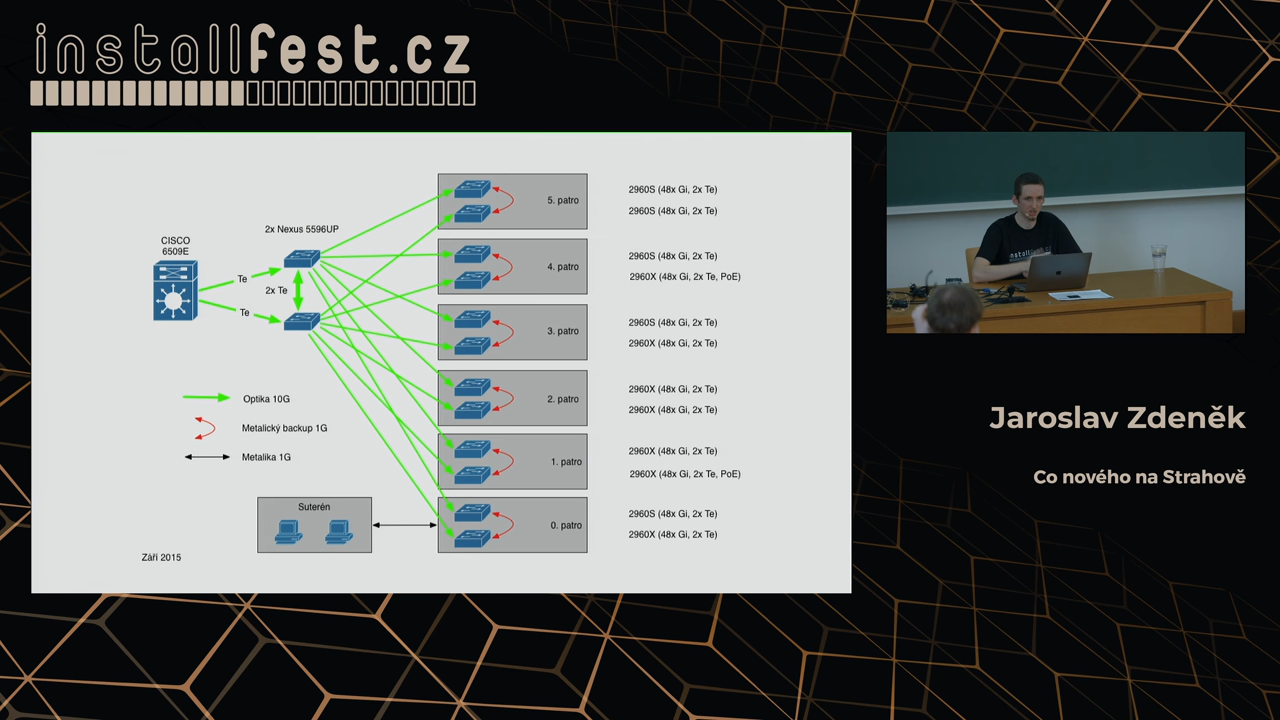 installfest.cz
CISCO
6509E
2x Nexus 5596UP
Te
2x Te
Te
5. patro
2960S (48x Gi, 2x Te)
2960S (48x Gi, 2x Te)
4. patro
2960S (48x Gi, 2x Te)
2960X (48x Gi, 2x Te, PoE)
3. patro
2960S (48x Gi, 2x Te)
2960X (48x Gi, 2x Te)
2. patro
2960X (48x Gi, 2x Te)
2960X (48x Gi, 2x Te)
1. patro
2960X (48x Gi, 2x Te)
2960X (48x Gi, 2x Te, PoE)
0. patro
2960S (48x Gi, 2x Te)
2960X (48x Gi, 2x Te)
Optika 10G
Metalický backup 1G
Metalika 1G
Suterén
Září 2015
installfest.cz
Jaroslav Zdeněk
Co nového na Strahově